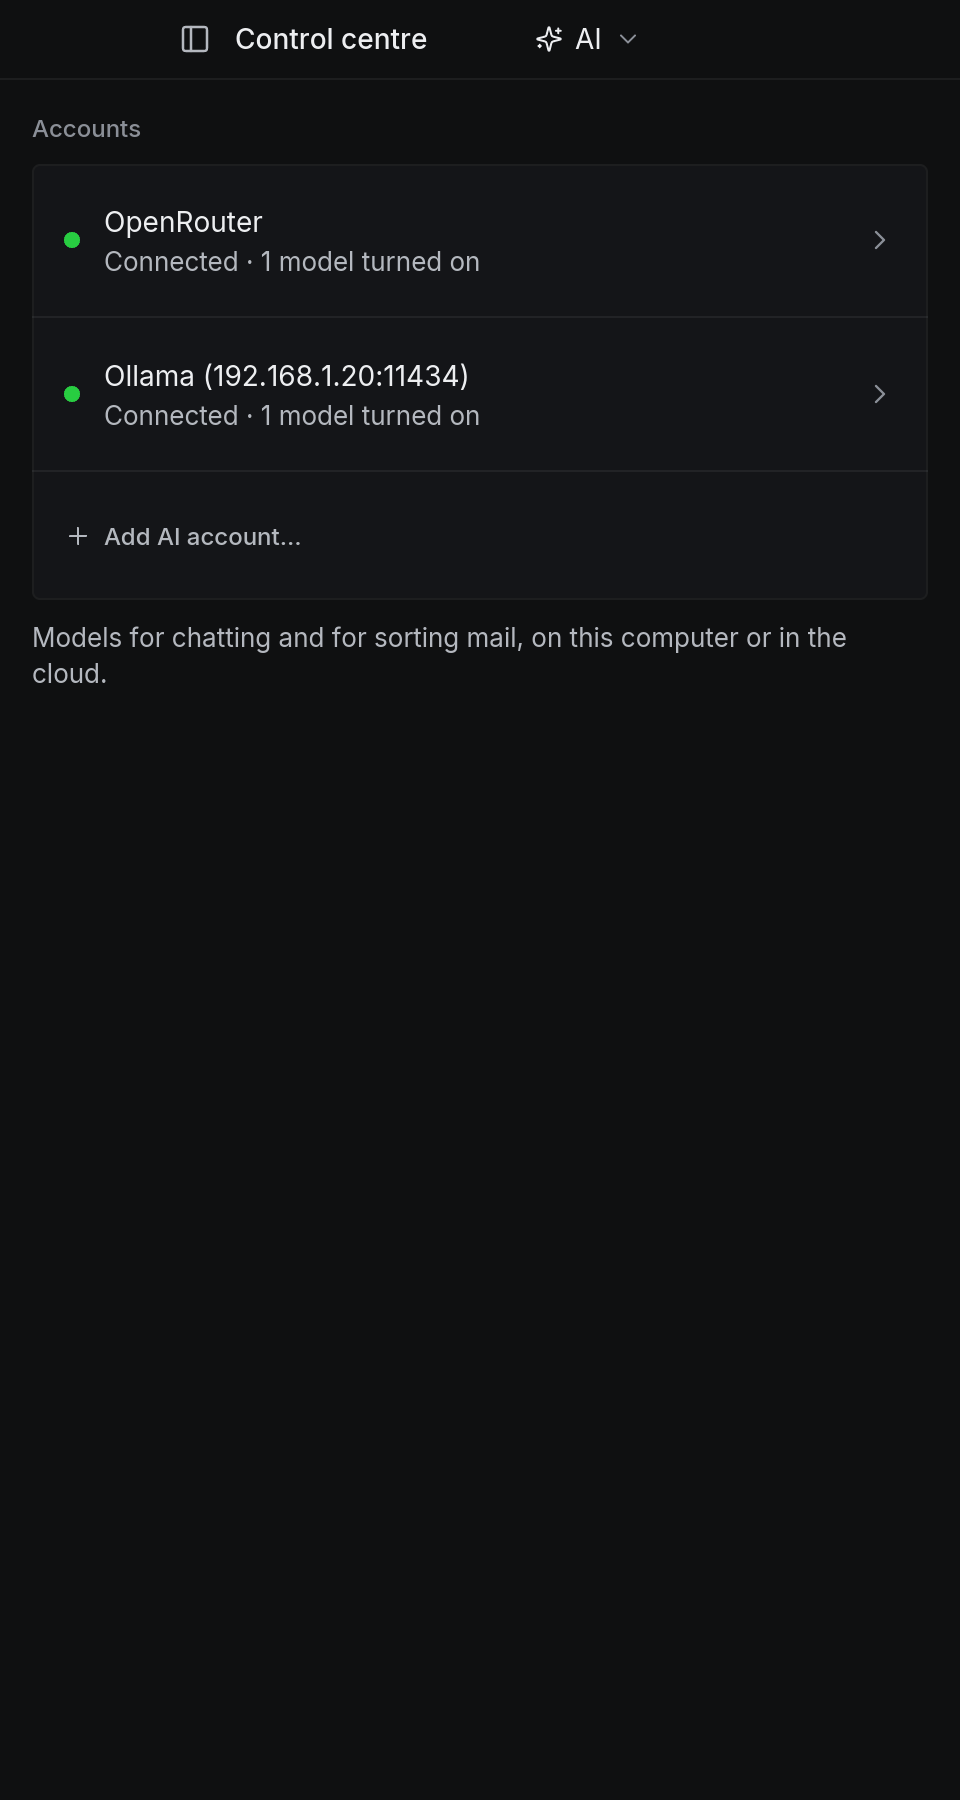 Control centre
AI
Accounts
OpenRouter
Connected · 1 model turned on
Ollama (192.168.1.20:11434)
Connected · 1 model turned on
Add AI account...
Models for chatting and for sorting mail, on this computer or in the
cloud.